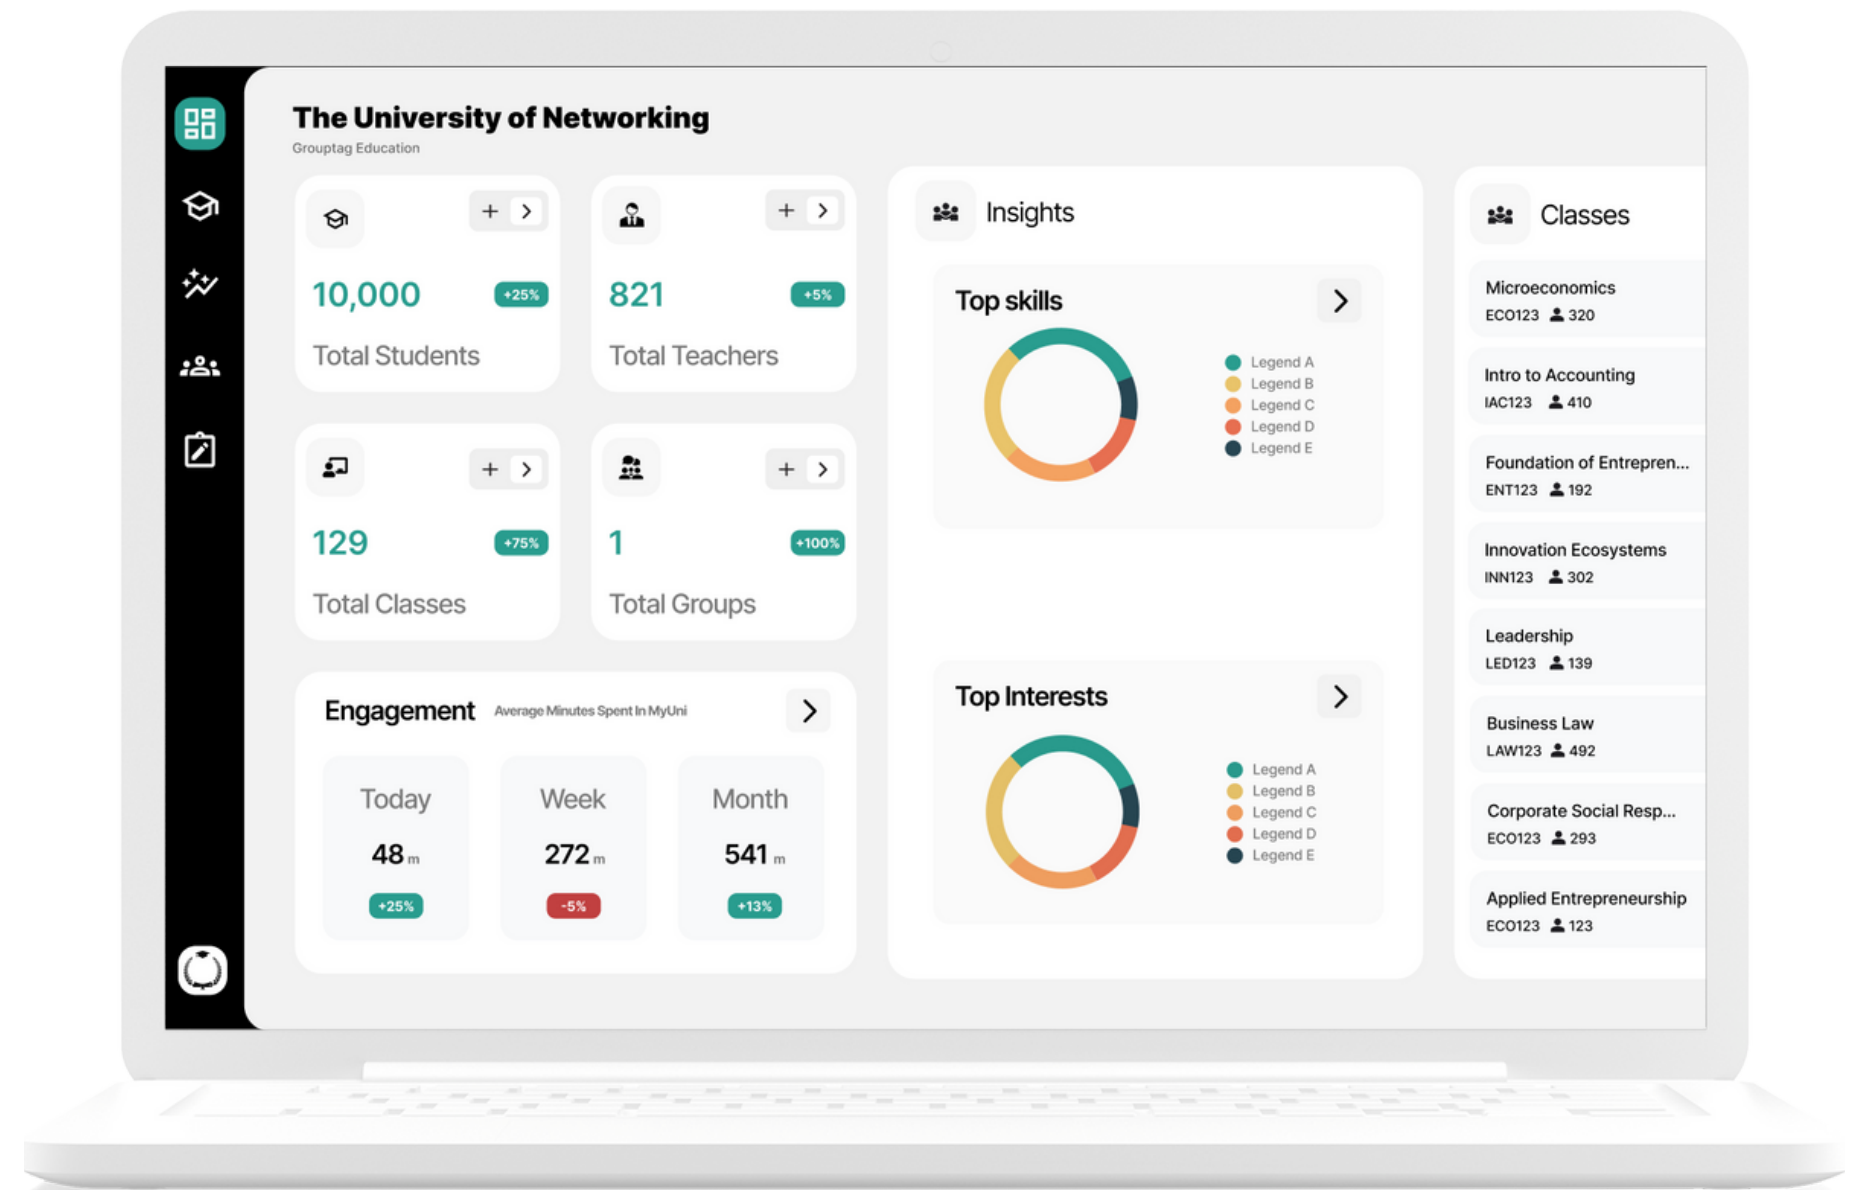 The University of Networking
Grouptag Education
10,000
+25%
Total Students
821
+5%
Total Teachers
129
+75%
Total Classes
1
+100%
Total Groups
Engagement Average Minutes Spent In MyUni
Today
48 m
+25%
Week
272 m
-5%
Month
541 m
+13%
Insights
Top skills
Legend A
Legend B
Legend C
Legend D
Legend E
Top Interests
Legend A
Legend B
Legend C
Legend D
Legend E
Classes
Microeconomics
ECO123 320
Intro to Accounting
IAC123 410
Foundation of Entrepren...
ENT123 192
Innovation Ecosystems
INN123 302
Leadership
LED123 139
Business Law
LAW123 492
Corporate Social Resp...
ECO123 293
Applied Entrepreneurship
ECO123 123